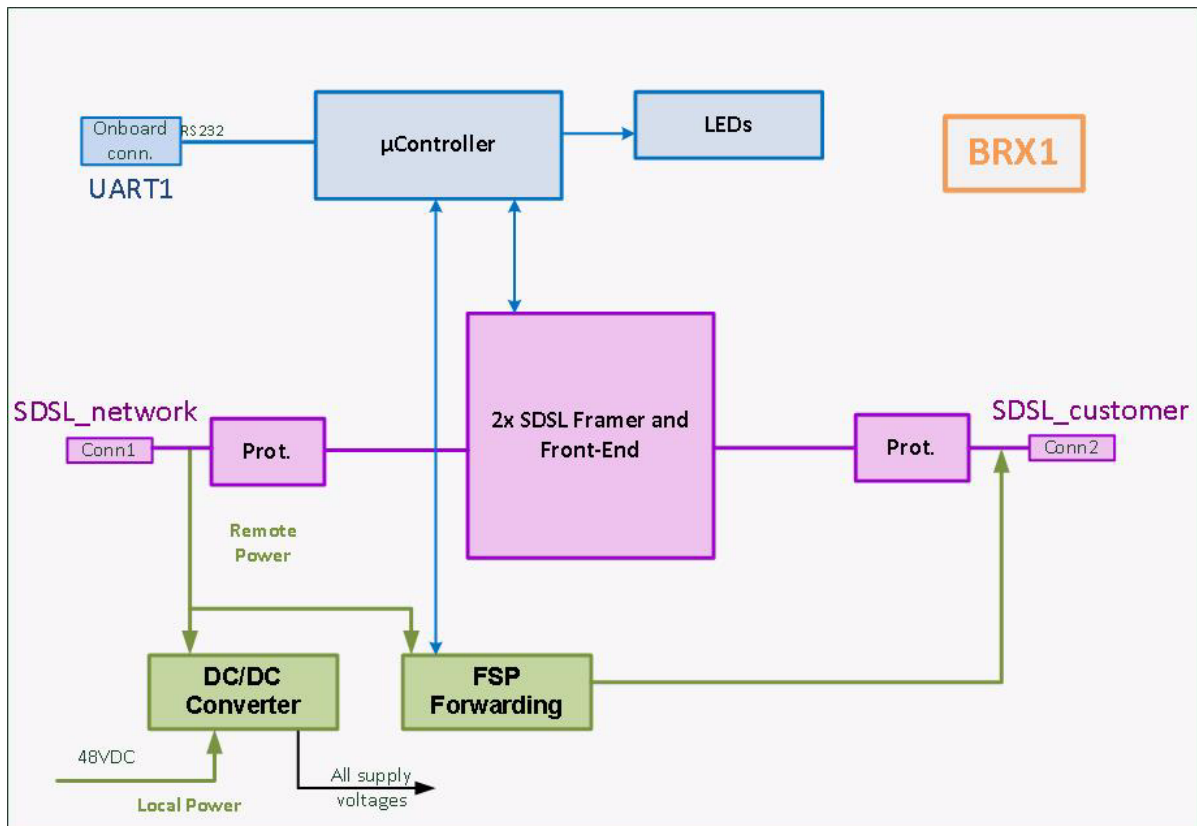 Onboard
conn.
RS232
UART1
µController
LEDs
BRX1
SDSL_network
Conn1
Prot.
2x SDSL Framer and
Front-End
Prot.
SDSL_customer
Conn2
Remote
Power
DC/DC
Converter
FSP
Forwarding
48VDC
Local Power
All supply
voltages